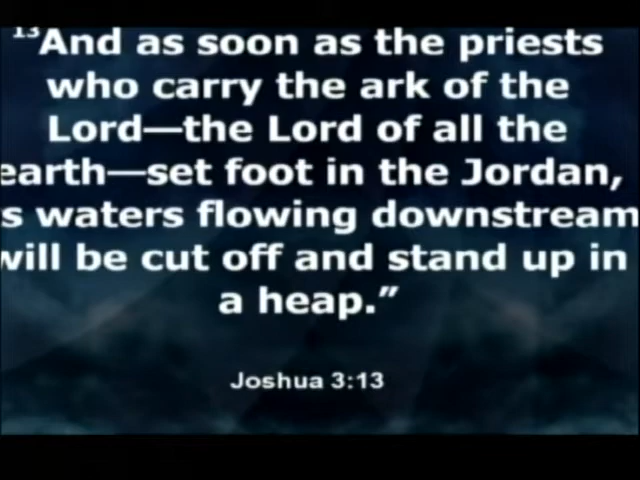 13And as soon as the priests
who carry the ark of the
Lord—the Lord of all the
earth—set foot in the Jordan,
s waters flowing downstream
will be cut off and stand up in
a heap.”
Joshua 3:13